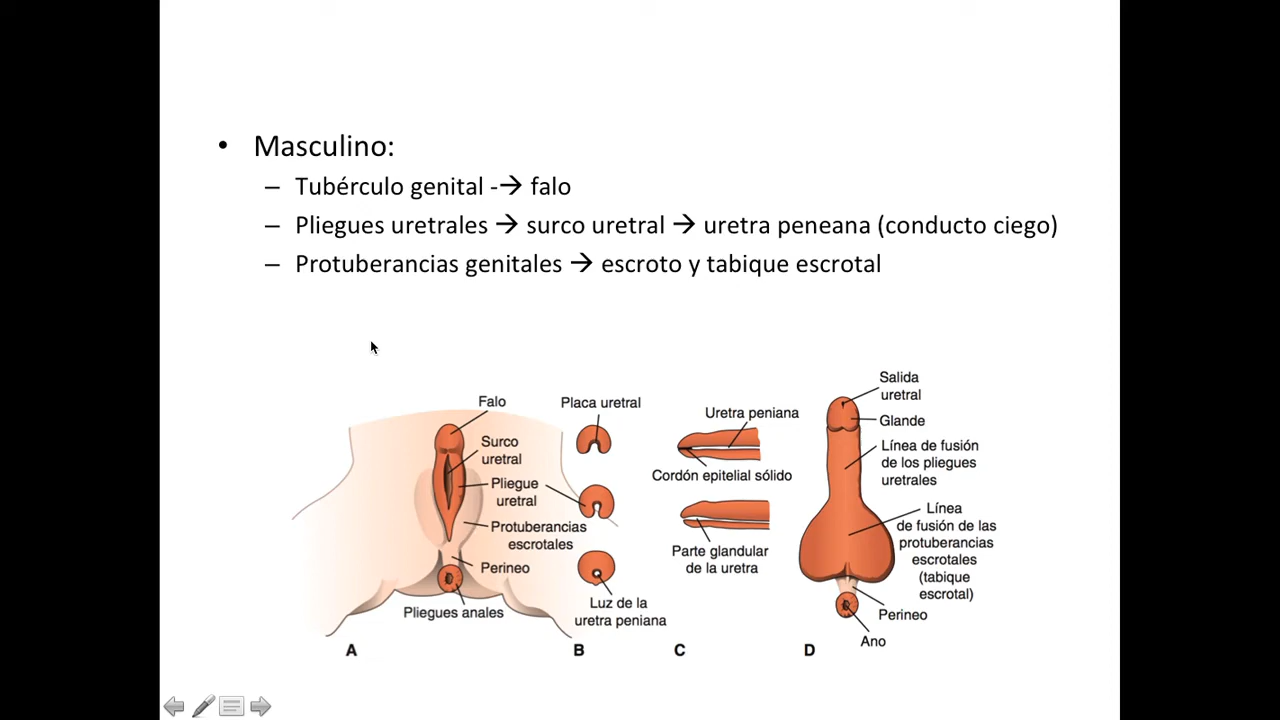 • Masculino:
– Tubérculo genital -→ falo
– Pliegues uretrales → surco uretral → uretra peneana (conducto ciego)
– Protuberancias genitales → escroto y tabique escrotal
Falo
Surco
uretral
Pliegue
uretral
Protuberancias
escrotales
Perineo
Pliegues anales
A
Placa uretral
Luz de la
uretra peniana
B
Uretra peniana
Cordón epitelial sólido
Parte glandular
de la uretra
C
Salida
uretral
Glande
Línea de fusión
de los pliegues
uretrales
Línea
de fusión de las
protuberancias
escrotales
(tabique
escrotal)
Perineo
Ano
D